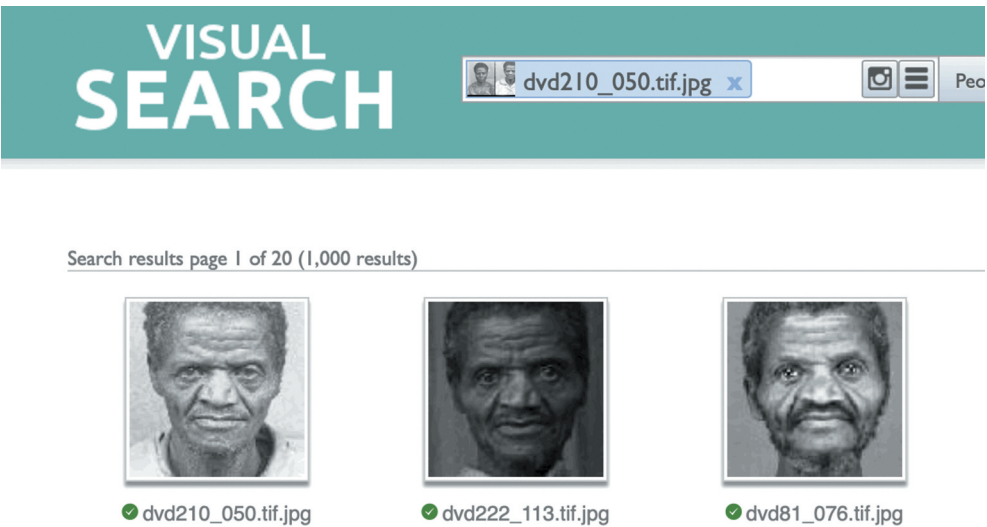 VISUAL
SEARCH
dvd210_050.tif.jpg x
Peo
Search results page 1 of 20 (1,000 results)
dvd210_050.tif.jpg
dvd222_113.tif.jpg
dvd81_076.tif.jpg